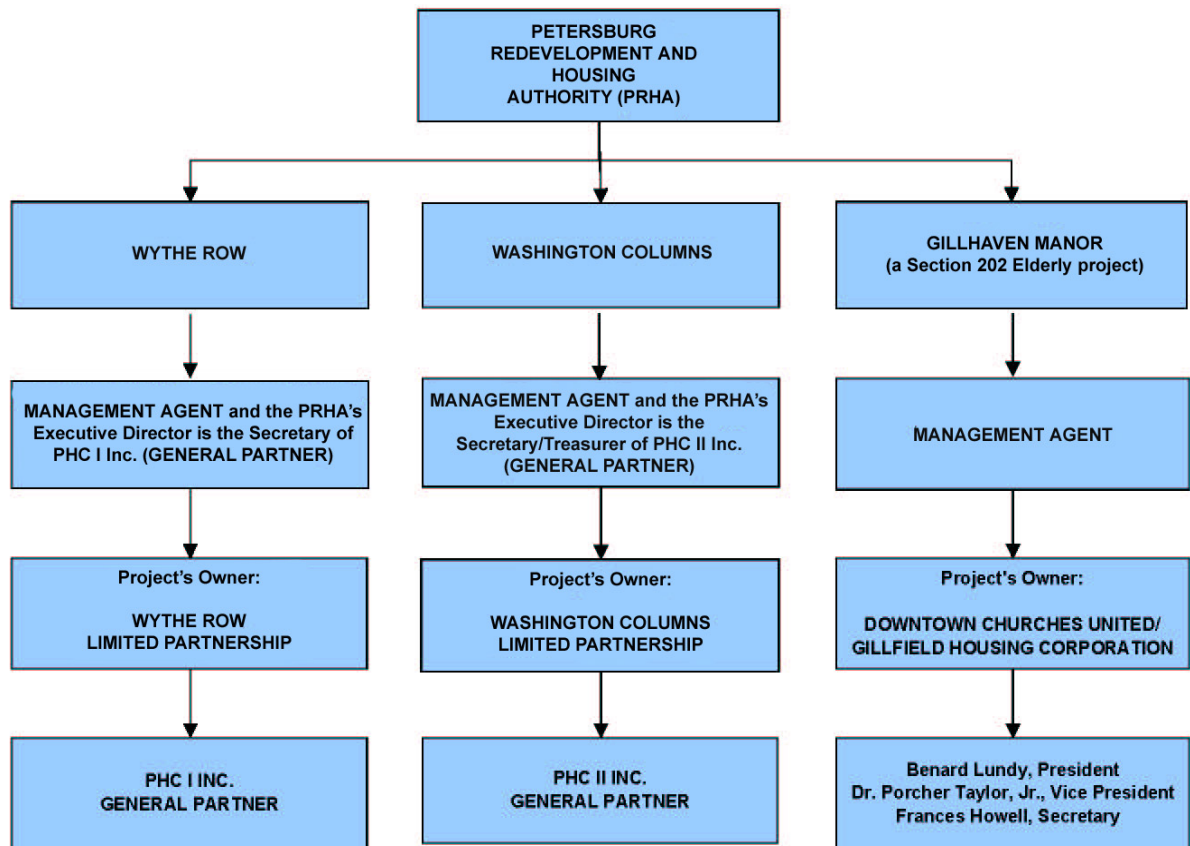 PETERSBURG
REDEVELOPMENT AND
HOUSING
AUTHORITY (PRHA)
WYTHE ROW
WASHINGTON COLUMNS
GILLHAVEN MANOR
(a Section 202 Elderly project)
MANAGEMENT AGENT and the PRHA's
Executive Director is the Secretary of
PHC I Inc. (GENERAL PARTNER)
MANAGEMENT AGENT and the PRHA's
Executive Director is the
Secretary/Treasurer of PHC II Inc.
(GENERAL PARTNER)
MANAGEMENT AGENT
Project's Owner:
WYTHE ROW
LIMITED PARTNERSHIP
Project's Owner:
WASHINGTON COLUMNS
LIMITED PARTNERSHIP
Project's Owner:
DOWNTOWN CHURCHES UNITED/
GILLFIELD HOUSING CORPORATION
PHC I INC.
GENERAL PARTNER
PHC II INC.
GENERAL PARTNER
Benard Lundy, President
Dr. Porcher Taylor, Jr., Vice President
Frances Howell, Secretary